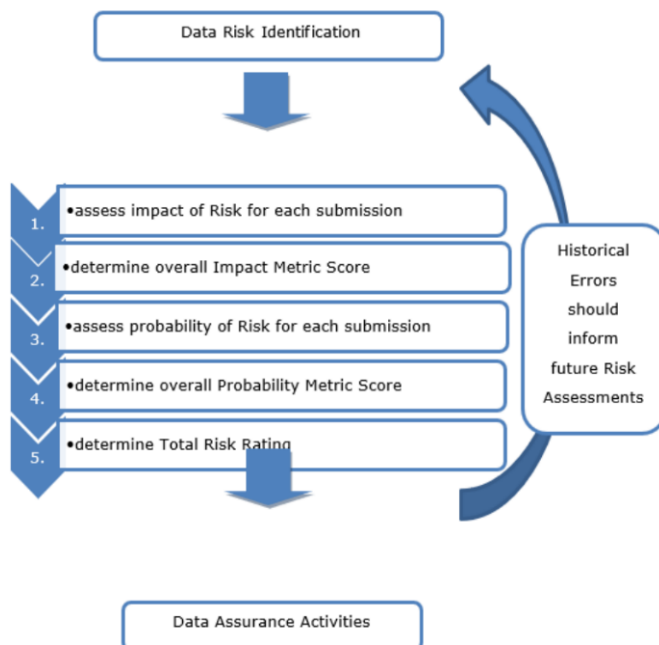 Data Risk Identification
1. •assess impact of Risk for each submission
2. •determine overall Impact Metric Score
3. •assess probability of Risk for each submission
4. •determine overall Probability Metric Score
5. •determine Total Risk Rating
Historical
Errors
should
inform
future Risk
Assessments
Data Assurance Activities